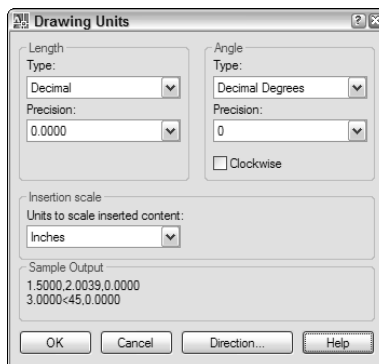 Drawing Units
Length
Type:
Decimal
Precision:
0.0000
Angle
Type:
Decimal Degrees
Precision:
0
Clockwise
Insertion scale
Units to scale inserted content:
Inches
Sample Output
1.5000,2.0039,0.0000
3.0000<45,0.0000
OK
Cancel
Direction...
Help